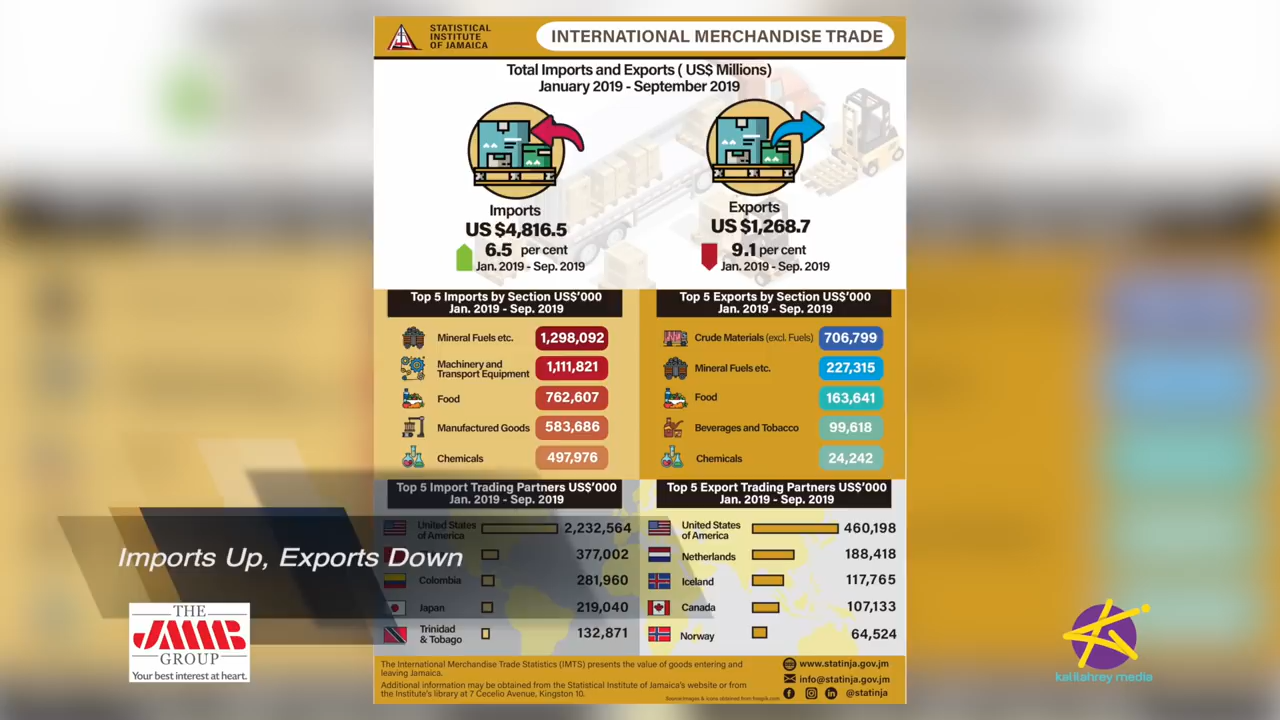 STATISTICAL
INSTITUTE
OF JAMAICA
INTERNATIONAL MERCHANDISE TRADE
Total Imports and Exports ( US$ Millions)
January 2019 - September 2019
Imports
US $4,816.5
6.5 per cent
Jan. 2019 - Sep. 2019
Exports
US $1,268.7
9.1 per cent
Jan. 2019 - Sep. 2019
Top 5 Imports by Section US$'000
Jan. 2019 - Sep. 2019
Mineral Fuels etc. 1,298,092
Machinery and
Transport Equipment 1,111,821
Food 762,607
Manufactured Goods 583,686
Chemicals 497,976
Top 5 Exports by Section US$'000
Jan. 2019 - Sep. 2019
Crude Materials (excl. Fuels) 706,799
Mineral Fuels etc. 227,315
Food 163,641
Beverages and Tobacco 99,618
Chemicals 24,242
Top 5 Import Trading Partners US$'000
Jan. 2019 - Sep. 2019
United States
of America 2,232,564
377,002
Colombia 281,960
Japan 219,040
Trinidad
& Tobago 132,871
Top 5 Export Trading Partners US$'000
Jan. 2019 - Sep. 2019
United States
of America 460,198
Netherlands 188,418
Iceland 117,765
Canada 107,133
Norway 64,524
The International Merchandise Trade Statistics (IMTS) presents the value of goods entering and
leaving Jamaica.
Additional information may be obtained from the Statistical Institute of Jamaica's website or from
the Institute's library at 7 Cecelio Avenue, Kingston 10.
www.statinja.gov.jm
info@statinja.gov.jm
@statinja
Source:Images & icons obtained from freepik.com
Imports Up, Exports Down
THE
JMMB
GROUP
Your best interest at heart.
kalilahrey media